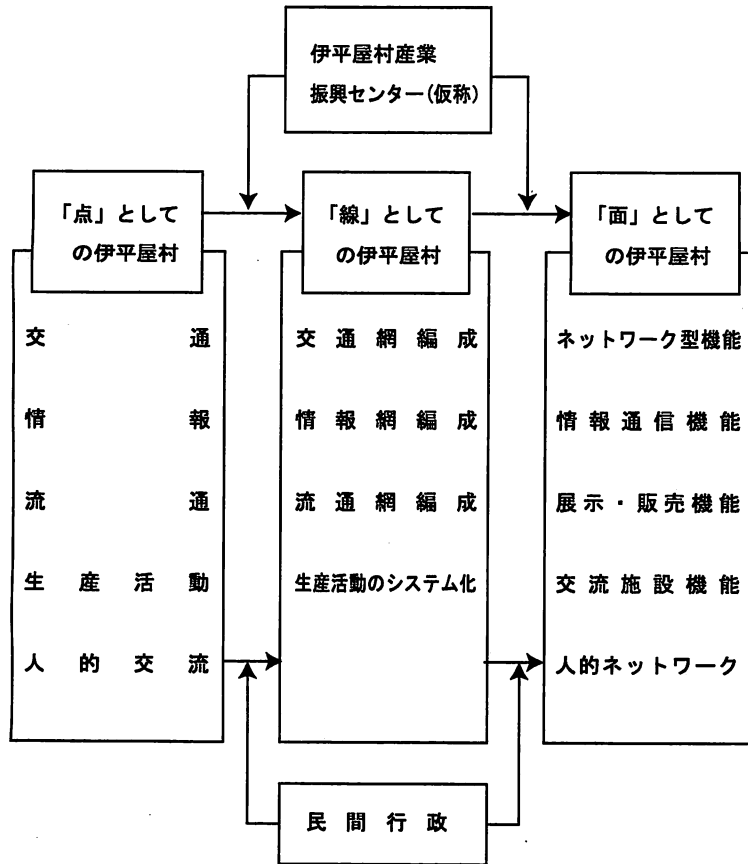 伊平屋村産業
振興センター(仮称)
「点」として
の伊平屋村
「線」として
の伊平屋村
「面」として
の伊平屋村
交通
情報
流通
生産活動
人的交流
交通網編成
情報網編成
流通網編成
生産活動のシステム化
ネットワーク型機能
情報通信機能
展示・販売機能
交流施設機能
人的ネットワーク
民間行政